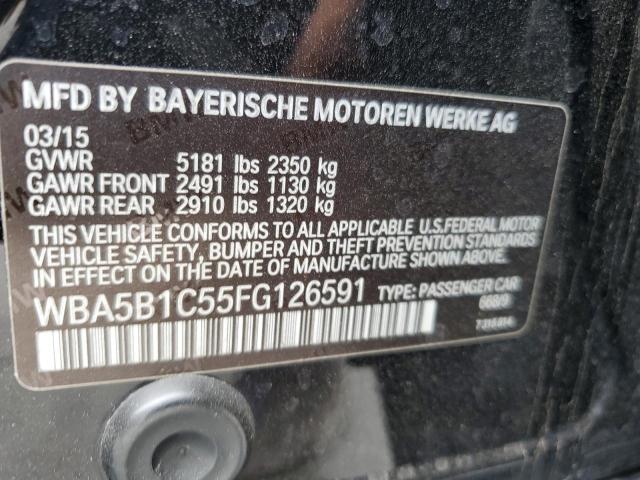 MFD BY BAYERISCHE MOTOREN WERKE AG
03/15
GVWR 5181 lbs 2350 kg
GAWR FRONT 2491 lbs 1130 kg
GAWR REAR 2910 lbs 1320 kg
THIS VEHICLE CONFORMS TO ALL APPLICABLE U.S.FEDERAL MOTOR
VEHICLE SAFETY, BUMPER AND THEFT PREVENTION STANDARDS
IN EFFECT ON THE DATE OF MANUFACTURE SHOWN ABOVE.
WBA5B1C55FG126591 TYPE: PASSENGER CAR